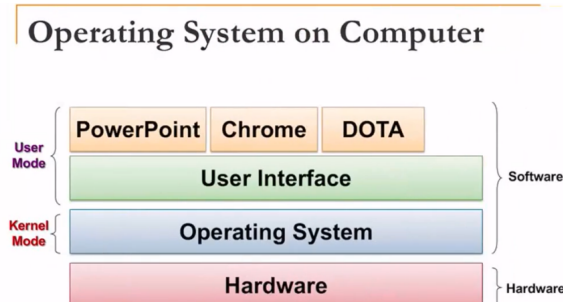 Operating System on Computer
PowerPoint Chrome DOTA
User
Mode
User Interface
Software
Kernel
Mode
Operating System
Hardware
Hardware